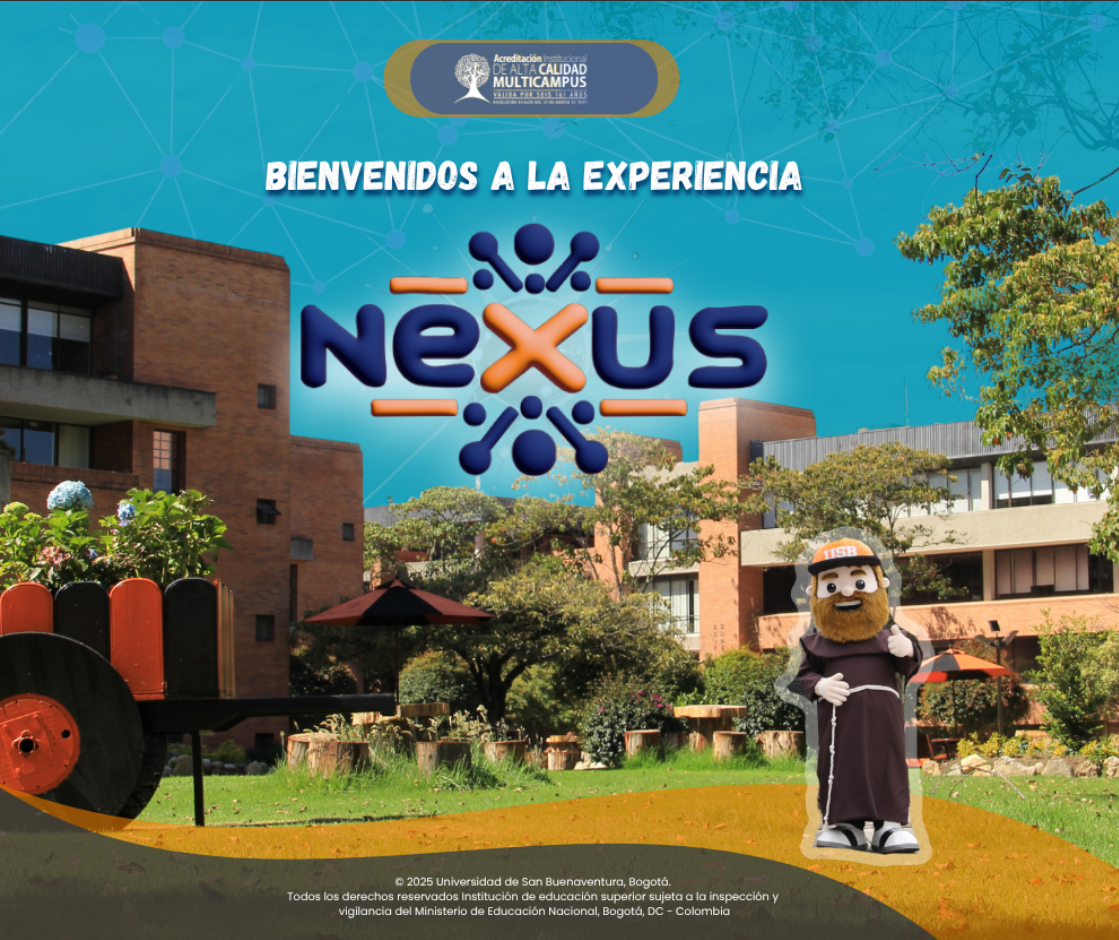 Acreditación Institucional
DE ALTA CALIDAD
MULTICAMPUS
VÁLIDA POR SEIS (6) AÑOS
BIENVENIDOS A LA EXPERIENCIA
NeXUS
USB
© 2025 Universidad de San Buenaventura, Bogotá.
Todos los derechos reservados Institución de educación superior sujeta a la inspección y
vigilancia del Ministerio de Educación Nacional, Bogotá, DC - Colombia